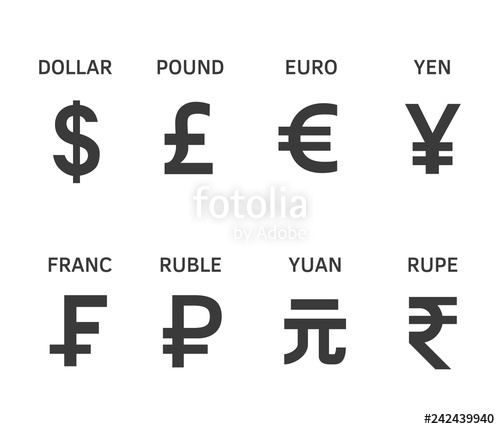 DOLLAR POUND EURO YEN
$ £ € ¥
fotolia
by Adobe
FRANC RUBLE YUAN RUPE
₣ ₽ 元 ₹
#242439940